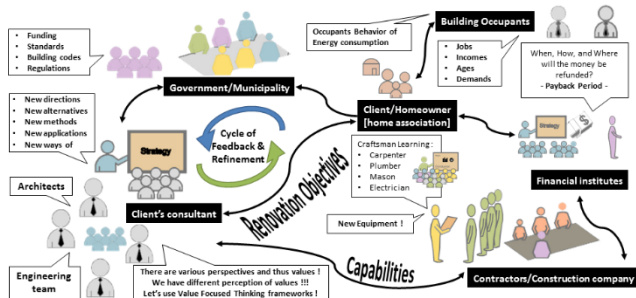 • Funding
• Standards
• Building codes
• Regulations
Government/Municipality
Occupants Behavior of
Energy consumption
Building Occupants
• Jobs
• Incomes
• Ages
• Demands
When, How, and Where
will the money be
refunded?
- Payback Period -
• New directions
• New alternatives
• New methods
• New applications
• New ways of
Strategy
Cycle of
Feedback &
Refinement
Client/Homeowner
[home association]
Strategy
Financial institutes
Craftsman Learning :
• Carpenter
• Plumber
• Mason
• Electrician
New Equipment !
Renovation Objectives
Architects
Client's consultant
Engineering
team
There are various perspectives and thus values !
We have different perception of values !!!
Let's use Value Focused Thinking frameworks !
Capabilities
Contractors/Construction company